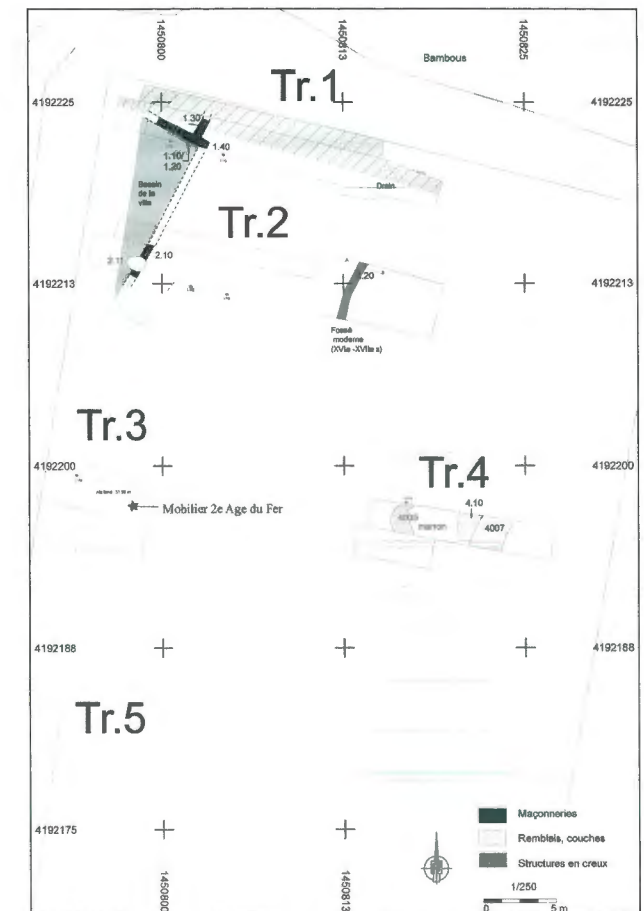 1450800
1450813
1450825
Bambous
Tr.1
4192225
4192225
1.30
1.40
1.10/
1.20
Bassin
de la
villa
Drain
Tr.2
2.11
2.10
4192213
4192213
Fossé
moderne
(XVIe -XVIIe s)
Tr.3
4192200
Tr.4
4192200
Mobilier 2e Age du Fer
4.10
marron
4007
4192188
4192188
Tr.5
4192175
Maçonneries
Remblais, couches
Structures en creux
1/250
0
5 m
1450800
1450813